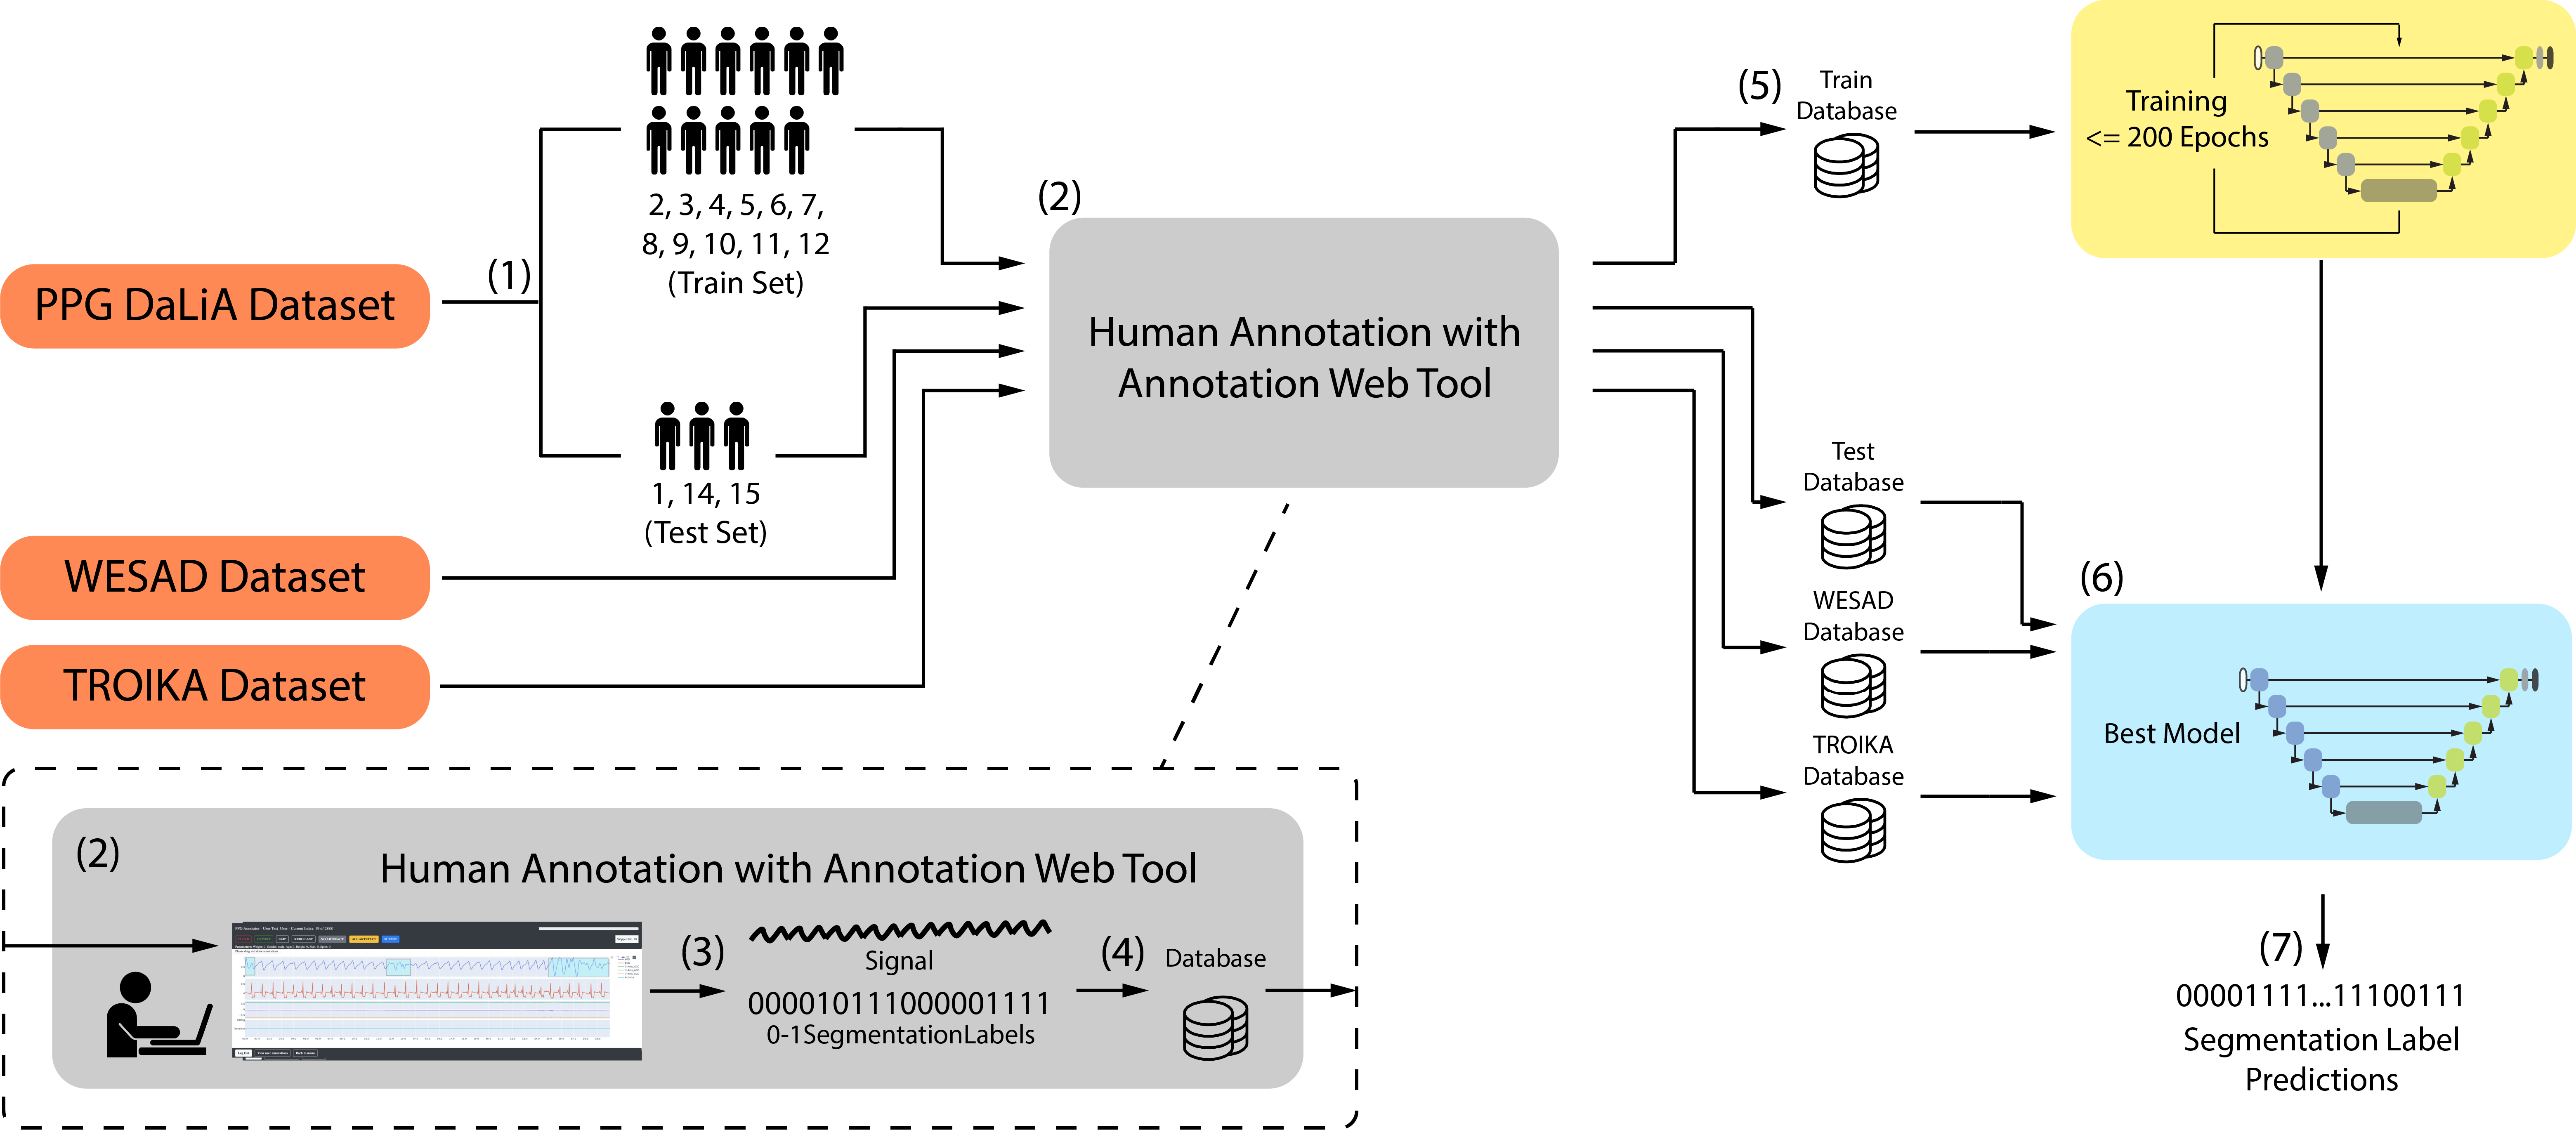 PPG DaLiA Dataset
(1)
2, 3, 4, 5, 6, 7,
8, 9, 10, 11, 12
(Train Set)
1, 14, 15
(Test Set)
WESAD Dataset
TROIKA Dataset
(2)
Human Annotation with
Annotation Web Tool
(5)
Train
Database
Training
<= 200 Epochs
Test
Database
WESAD
Database
TROIKA
Database
(6)
Best Model
(7)
00001111...11100111
Segmentation Label
Predictions
(2)
Human Annotation with Annotation Web Tool
(3)
Signal
000010111000001111
0-1SegmentationLabels
(4)
Database